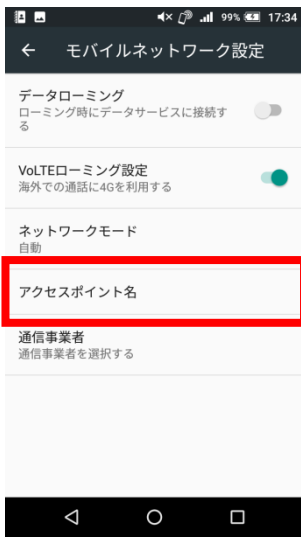 99% 17:34
モバイルネットワーク設定
データローミング
ローミング時にデータサービスに接続す
る
VoLTEローミング設定
海外での通話に4Gを利用する
ネットワークモード
自動
アクセスポイント名
通信事業者
通信事業者を選択する